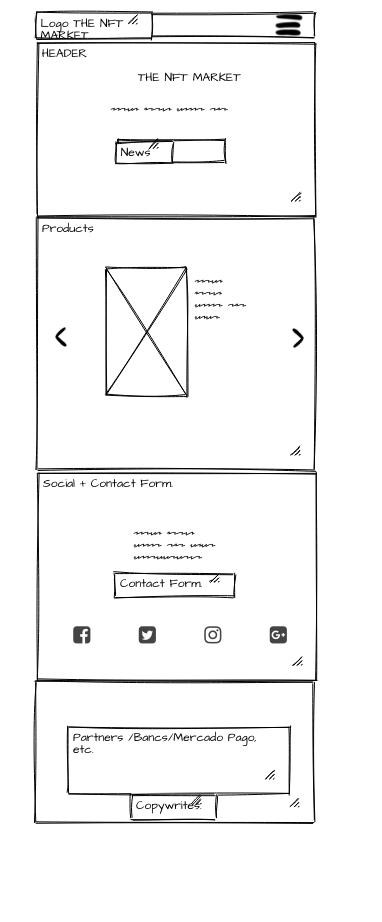 Logo THE NFT
MARKET
HEADER
THE NFT MARKET
News
Products
Social + Contact Form.
Contact Form.
Partners /Bancs/Mercado Pago,
etc.
Copywrites.